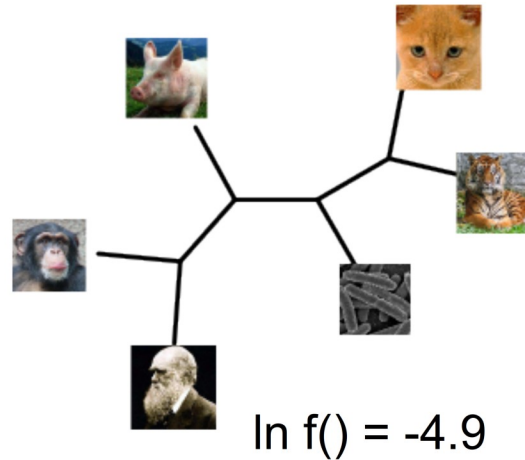 ln f() = -4.9